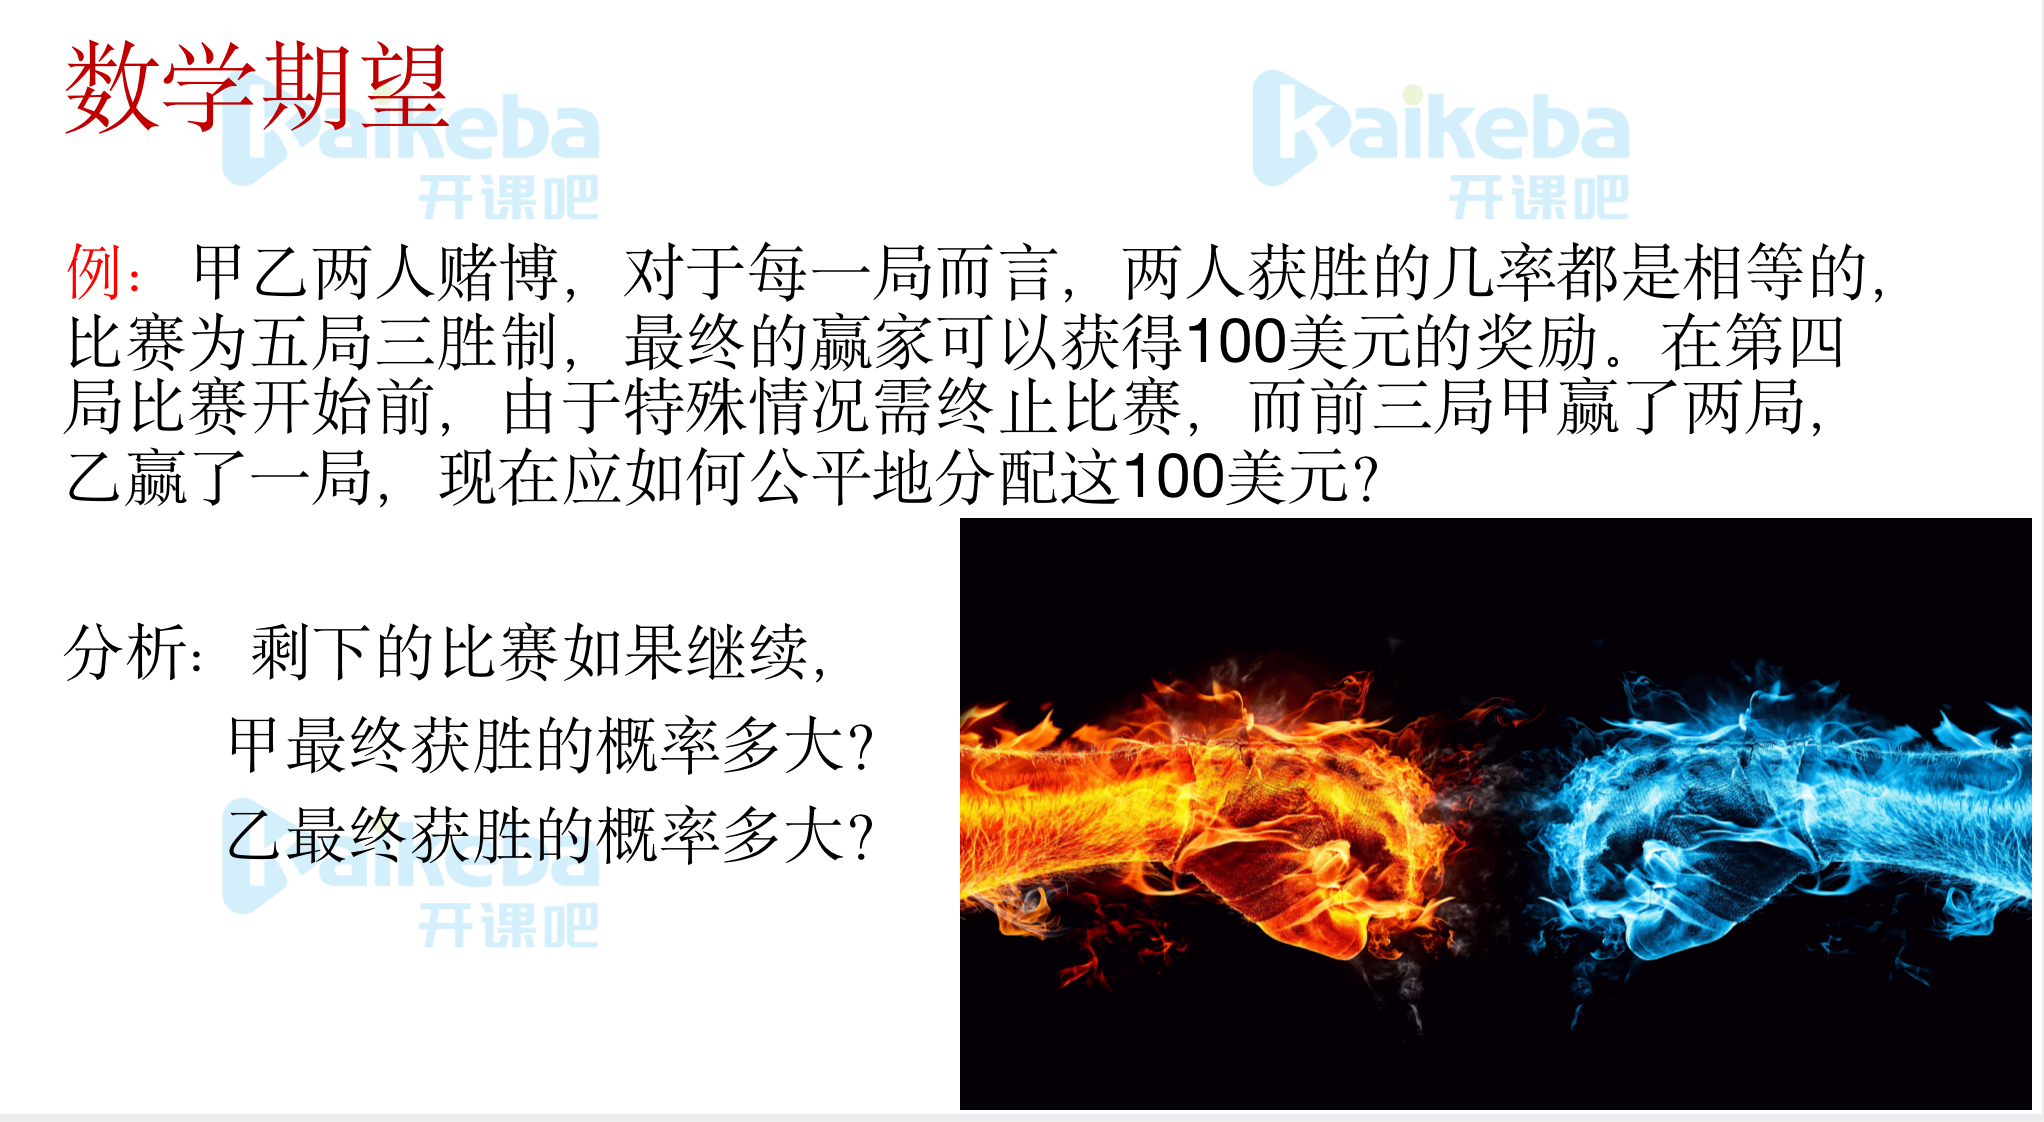 数学期望
Kaikeba
开课吧
Kaikeba
开课吧
例： 甲乙两人赌博，对于每一局而言，两人获胜的几率都是相等的，
比赛为五局三胜制，最终的赢家可以获得100美元的奖励。在第四
局比赛开始前，由于特殊情况需终止比赛，而前三局甲赢了两局，
乙赢了一局，现在应如何公平地分配这100美元？
分析： 剩下的比赛如果继续，
甲最终获胜的概率多大？
乙最终获胜的概率多大？
Kaikeba
开课吧